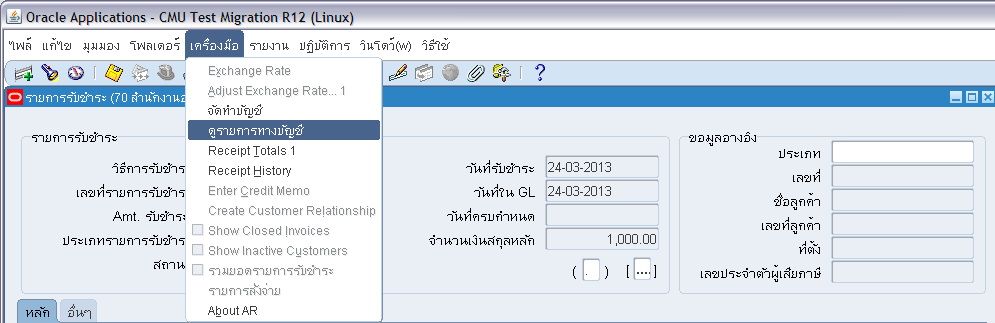 Oracle Applications - CMU Test Migration R12 (Linux)
ไฟล์ แก้ไข มุมมอง โฟลเดอร์ เครื่องมือ รายงาน ปฏิบัติการ วินโดว์(W) วิธีใช้
รายการรับชำระ (70 สำนักงานอ
Exchange Rate
Adjust Exchange Rate... 1
จัดทำบัญชี
ดูรายการทางบัญชี
Receipt Totals 1
Receipt History
Enter Credit Memo
Create Customer Relationship
Show Closed Invoices
Show Inactive Customers
รวมยอดรายการรับชำระ
รายการสั่งจ่าย
About AR
รายการรับชำระ
วิธีการรับชำระ
เลขที่รายการรับชำระ
Amt. รับชำระ
ประเภทรายการรับชำระ
สถาน
วันที่รับชำระ 24-03-2013
วันที่ใน GL 24-03-2013
วันที่ครบกำหนด
จำนวนเงินสกุลหลัก 1,000.00
( . ) [ .... ]
ข้อมูลอ้างอิง
ประเภท
เลขที่
ชื่อลูกค้า
เลขที่ลูกค้า
ที่ตั้ง
เลขประจำตัวผู้เสียภาษี
หลัก อื่นๆ